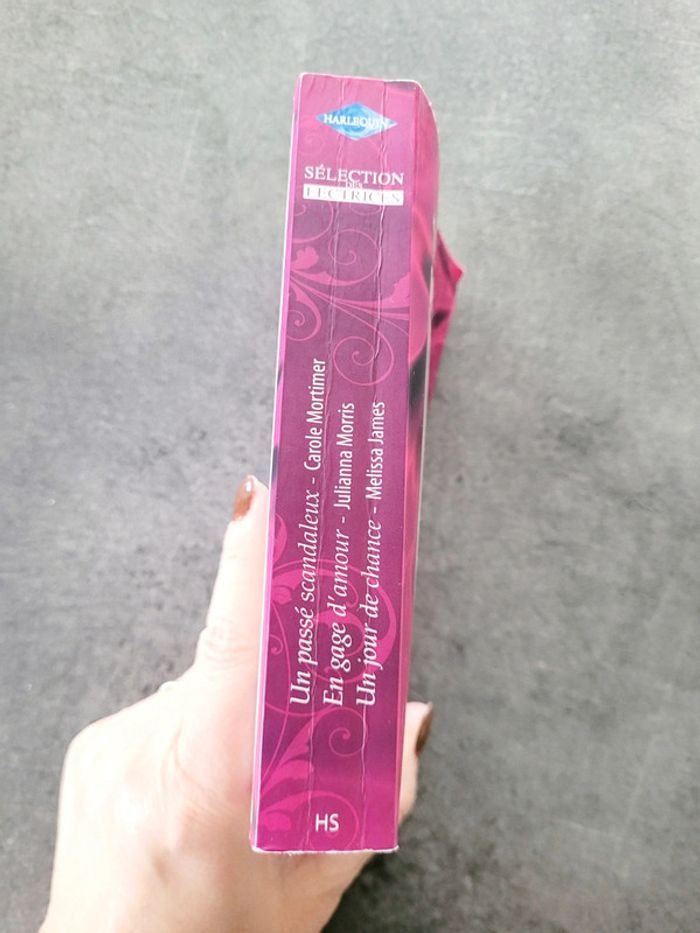 HARLEQUIN
SÉLECTION
DES
LECTRICES
Un passé scandaleux - Carole Mortimer
En gage d'amour - Julianna Morris
Un jour de chance - Melissa James
HS